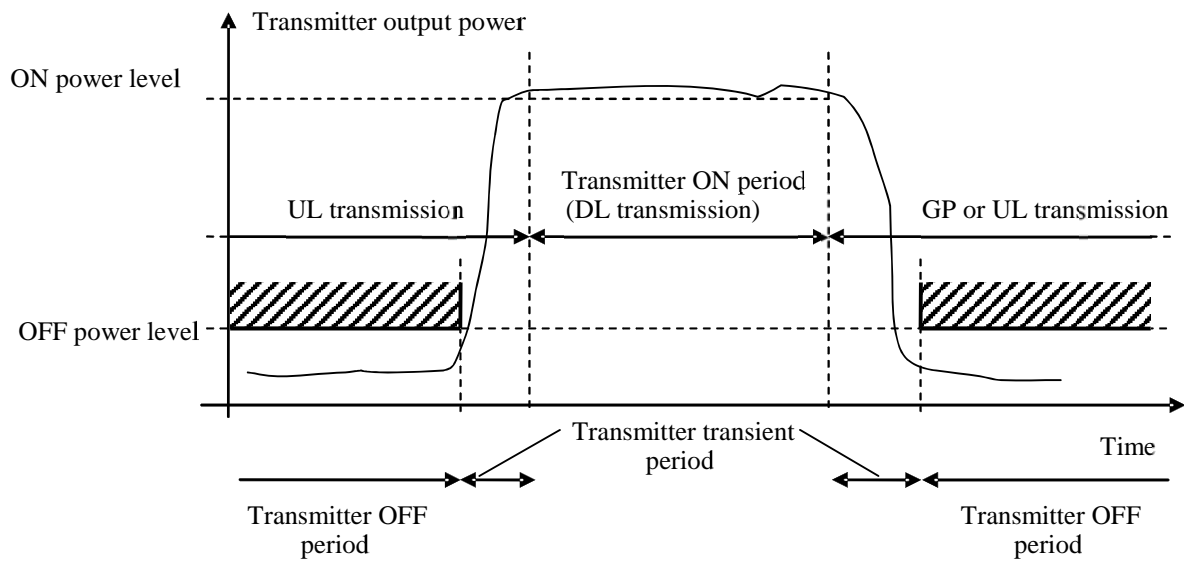 Transmitter output power
ON power level
Transmitter ON period
(DL transmission)
UL transmission
GP or UL transmission
OFF power level
Transmitter transient
period
Time
Transmitter OFF
period
Transmitter OFF
period